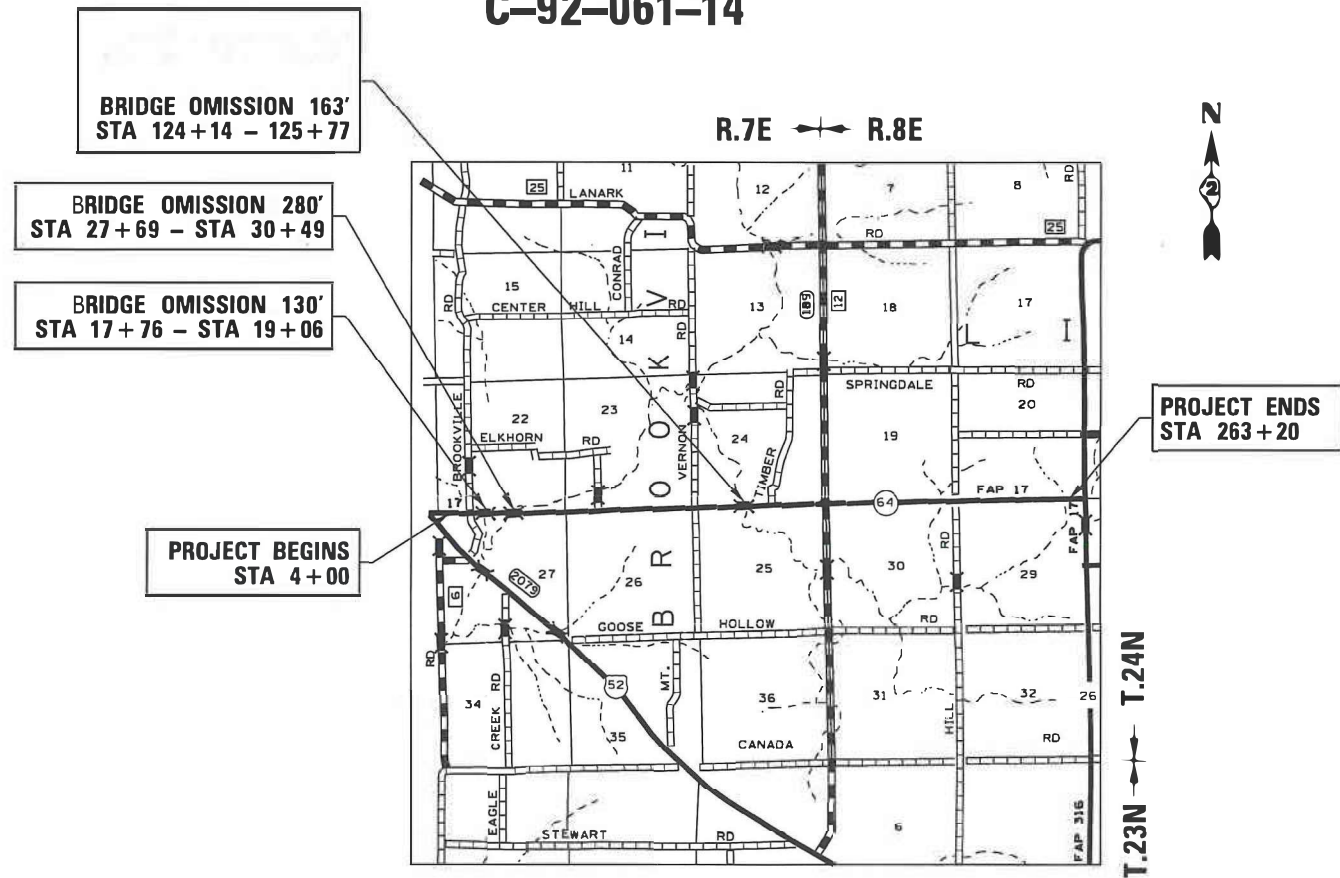 C-92-061-14
BRIDGE OMISSION 163'
STA 124+14 - 125+77
BRIDGE OMISSION 280'
STA 27+69 - STA 30+49
BRIDGE OMISSION 130'
STA 17+76 - STA 19+06
PROJECT BEGINS
STA 4+00
PROJECT ENDS
STA 263+20
R.7E R.8E
N
2
11
25
LANARK
12
7
8
RD
RD
25
CONRAD
I
15
RD
CENTER HILL RD
V
14
RD
13
189
12
18
17
L
I
K
SPRINGDALE RD
RD
20
BROOKVILLE
22
23
ELKHORN RD
O
VERNON
24
TIMBER
19
17
O
64
FAP 17
FAP 17
27
2079
26
R
25
30
RD
29
6
GOOSE
B
HOLLOW
RD
RD
52
MT.
34
CREEK RD
35
36
31
HILL
32
26
CANADA
RD
EAGLE
STEWART RD
6
FAP 316
T.23N T.24N